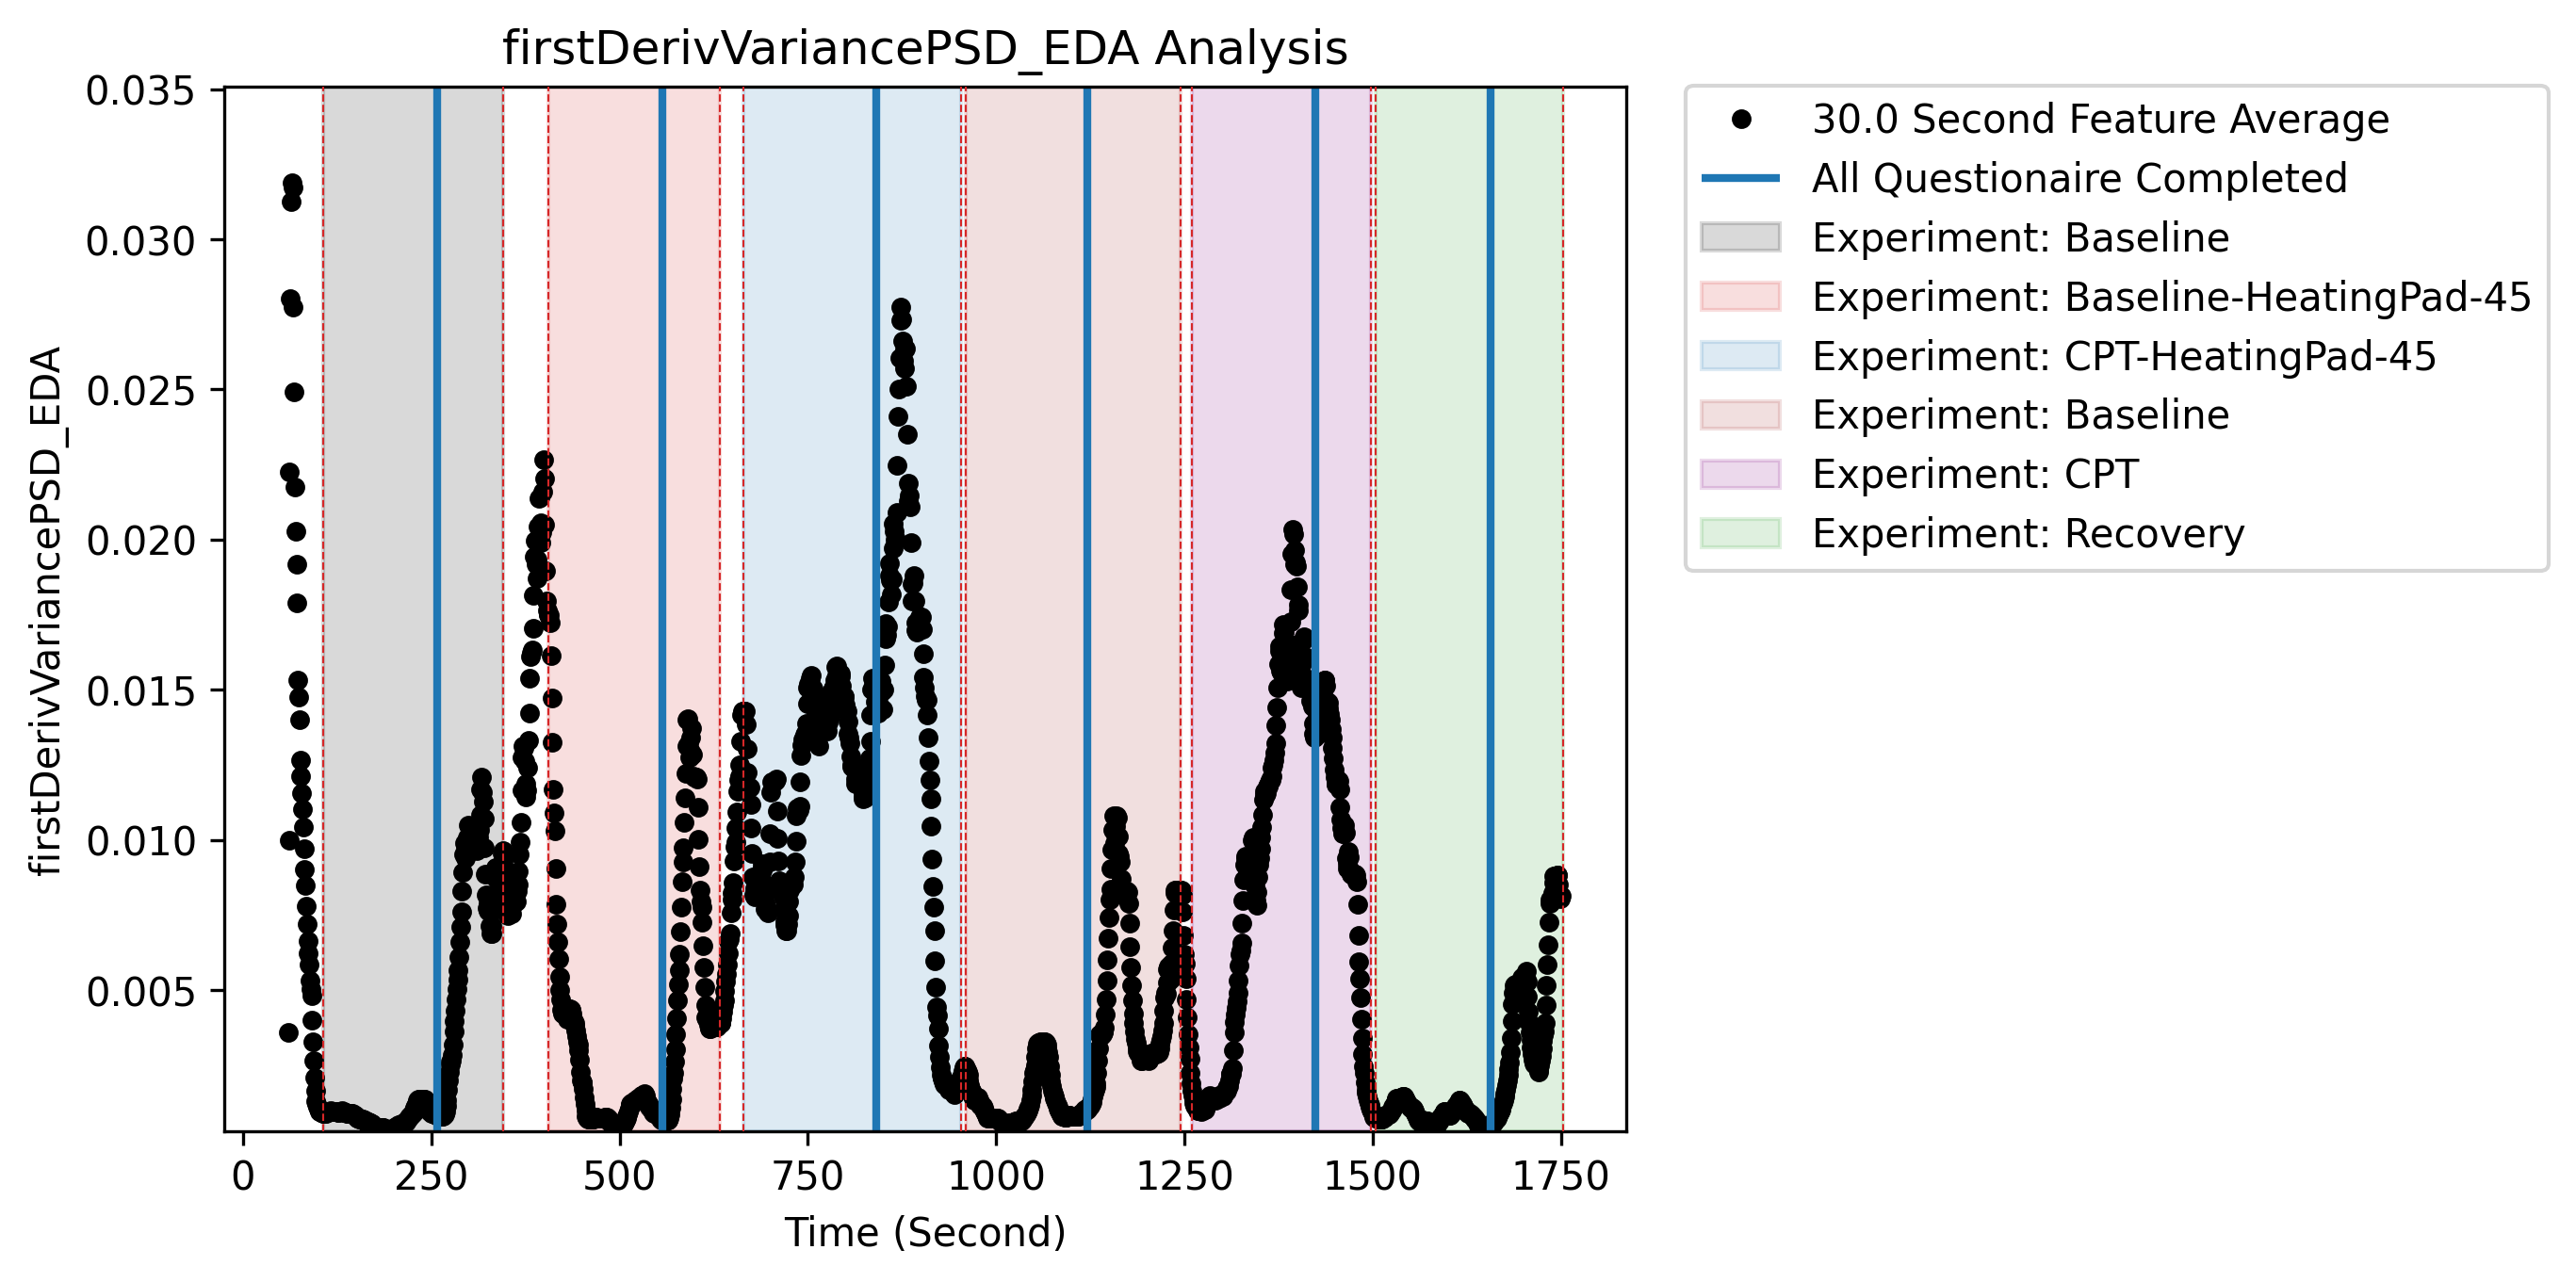 firstDerivVariancePSD_EDA Analysis
firstDerivVariancePSD_EDA
0.035
0.030
0.025
0.020
0.015
0.010
0.005
0 250 500 750 1000 1250 1500 1750
Time (Second)
30.0 Second Feature Average
All Questionaire Completed
Experiment: Baseline
Experiment: Baseline-HeatingPad-45
Experiment: CPT-HeatingPad-45
Experiment: Baseline
Experiment: CPT
Experiment: Recovery